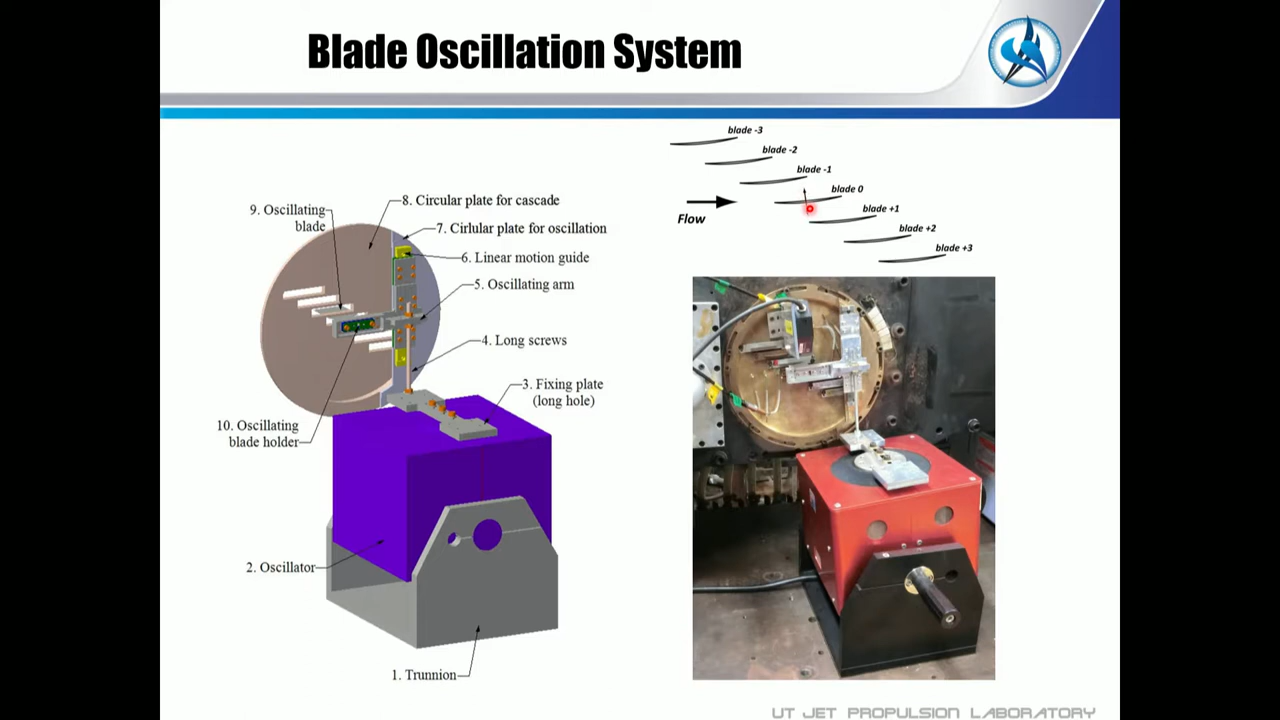 Blade Oscillation System
blade -3
blade -2
blade -1
blade 0
blade +1
blade +2
blade +3
Flow
8. Circular plate for cascade
9. Oscillating
blade
7. Cirlular plate for oscillation
6. Linear motion guide
5. Oscillating arm
4. Long screws
3. Fixing plate
(long hole)
10. Oscillating
blade holder
2. Oscillator
1. Trunnion
UT JET PROPULSION LABORATORY